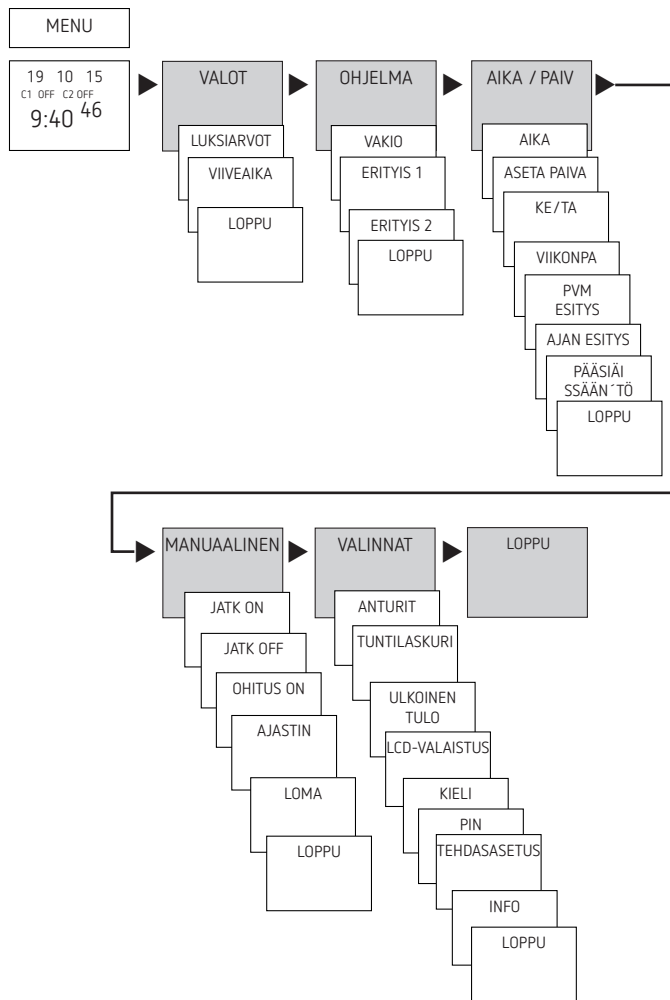 MENU
19 10 15
C1 OFF C2 OFF
9:40 46
VALOT
LUKSIARVOT
VIIVEAIKA
LOPPU
OHJELMA
VAKIO
ERITYIS 1
ERITYIS 2
LOPPU
AIKA / PAIV
AIKA
ASETA PAIVA
KE/TA
VIIKONPA
PVM
ESITYS
AJAN ESITYS
PÄÄSIÄI
SSÄÄN´TÖ
LOPPU
MANUAALINEN
JATK ON
JATK OFF
OHITUS ON
AJASTIN
LOMA
LOPPU
VALINNAT
ANTURIT
TUNTILASKURI
ULKOINEN
TULO
LCD-VALAISTUS
KIELI
PIN
TEHDASASETUS
INFO
LOPPU
LOPPU